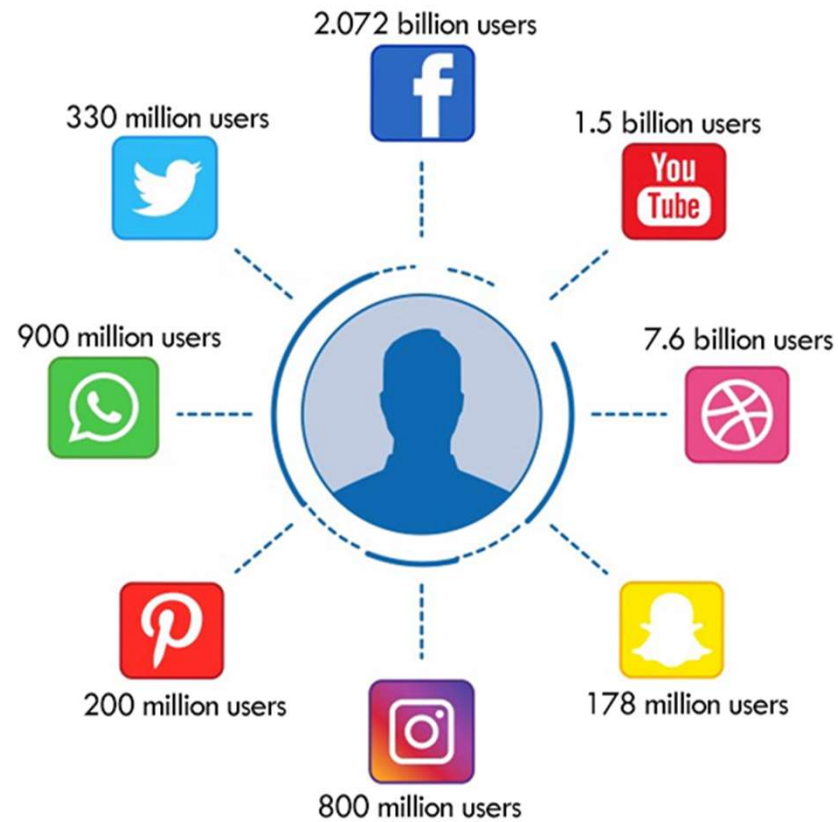 2.072 billion users
330 million users
1.5 billion users
You
Tube
900 million users
7.6 billion users
200 million users
178 million users
800 million users